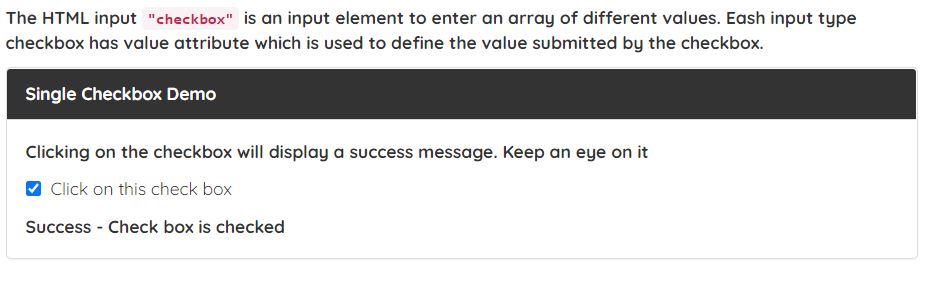 The HTML input "checkbox" is an input element to enter an array of different values. Eash input type
checkbox has value attribute which is used to define the value submitted by the checkbox.
Single Checkbox Demo
Clicking on the checkbox will display a success message. Keep an eye on it
Click on this check box
Success - Check box is checked